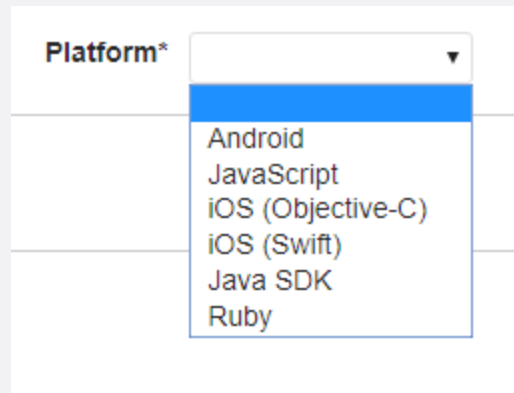 Platform*
Android
JavaScript
iOS (Objective-C)
iOS (Swift)
Java SDK
Ruby